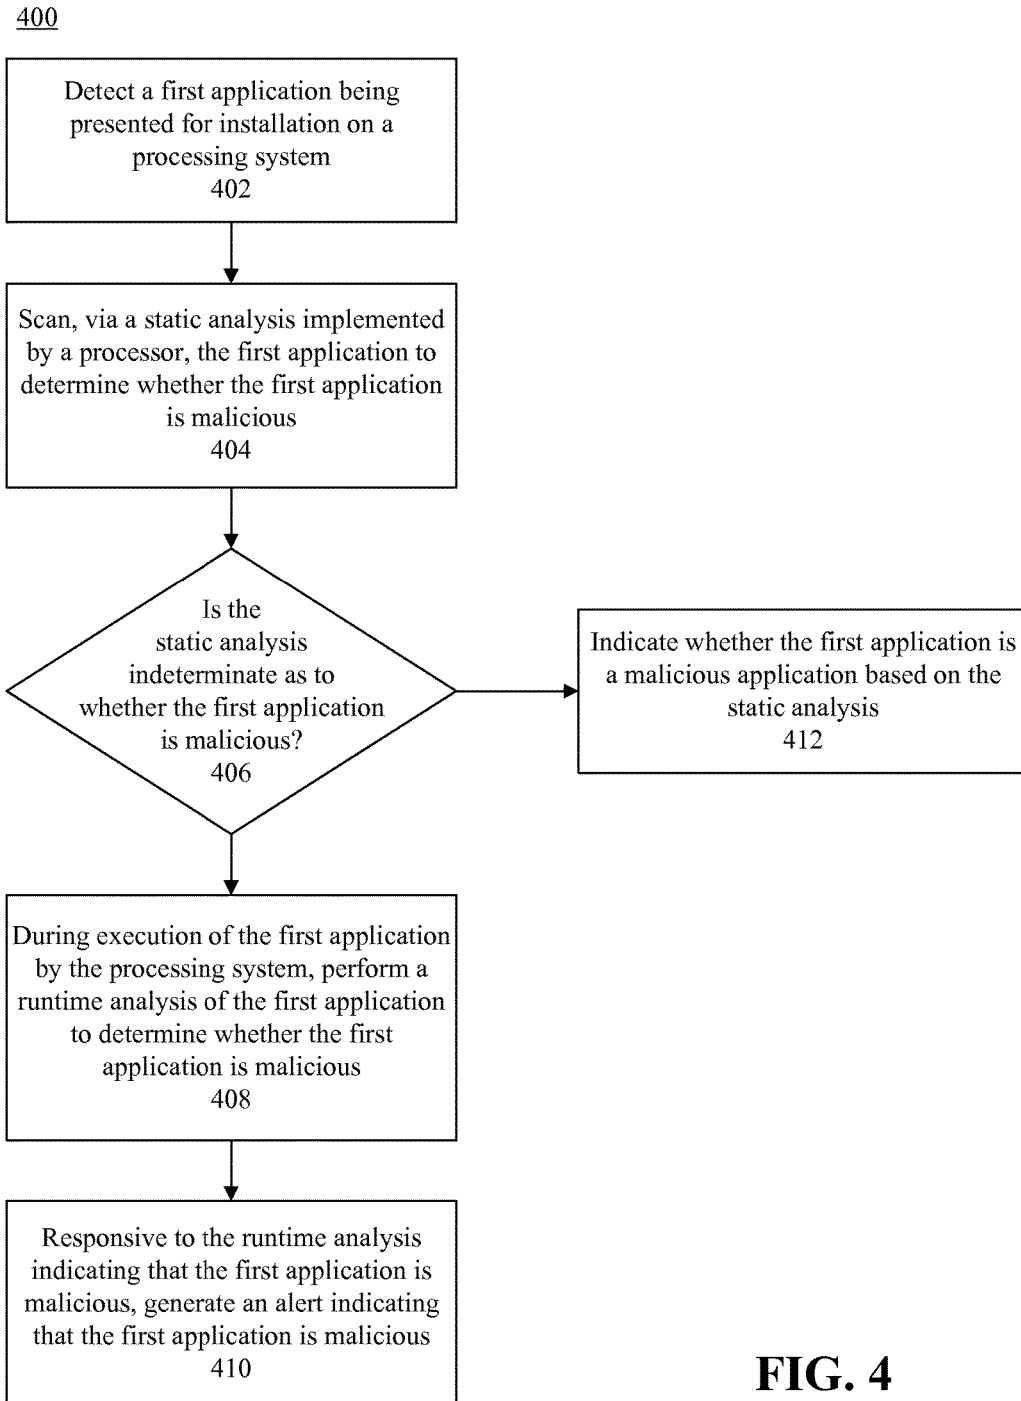 400
Detect a first application being
presented for installation on a
processing system
402
Scan, via a static analysis implemented
by a processor, the first application to
determine whether the first application
is malicious
404
Is the
static analysis
indeterminate as to
whether the first application
is malicious?
406
Indicate whether the first application is
a malicious application based on the
static analysis
412
During execution of the first application
by the processing system, perform a
runtime analysis of the first application
to determine whether the first
application is malicious
408
Responsive to the runtime analysis
indicating that the first application is
malicious, generate an alert indicating
that the first application is malicious
410
FIG. 4